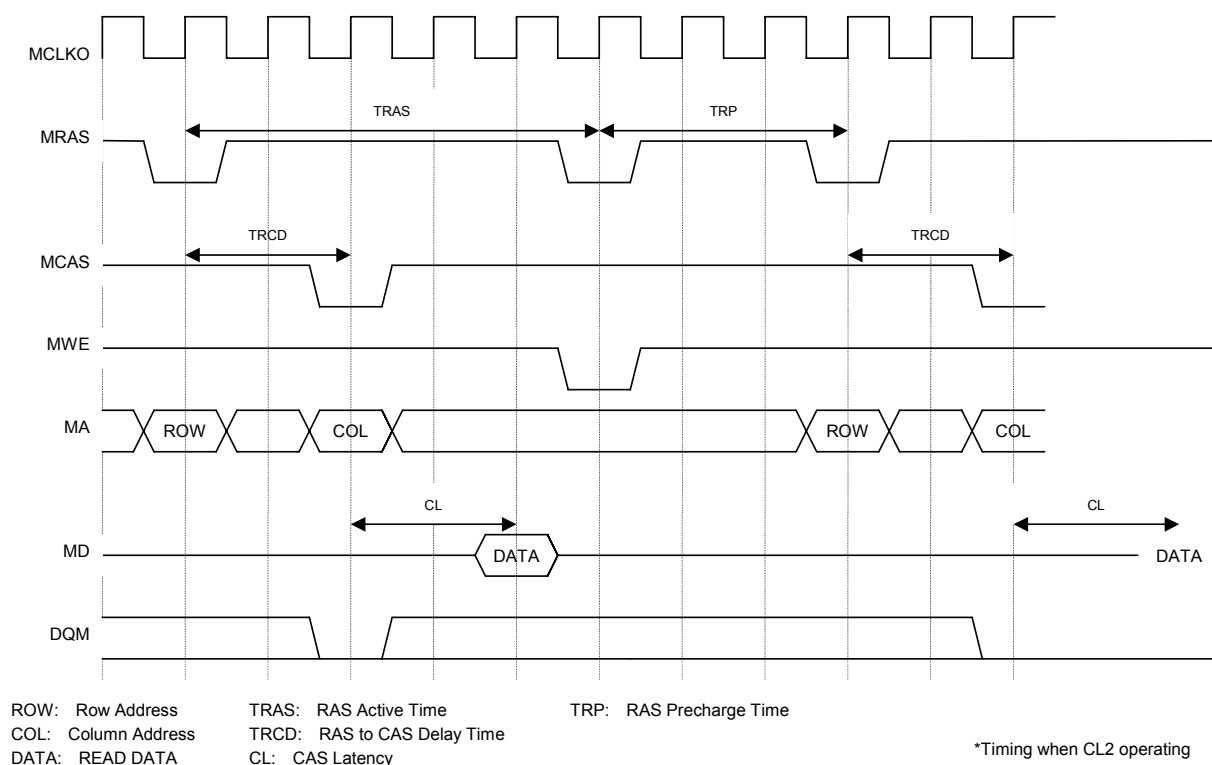 MCLKO
TRAS TRP
MRAS
TRCD TRCD
MCAS
MWE
MA ROW COL ROW COL
CL CL
MD DATA DATA
DQM
ROW: Row Address TRAS: RAS Active Time TRP: RAS Precharge Time
COL: Column Address TRCD: RAS to CAS Delay Time
DATA: READ DATA CL: CAS Latency *Timing when CL2 operating